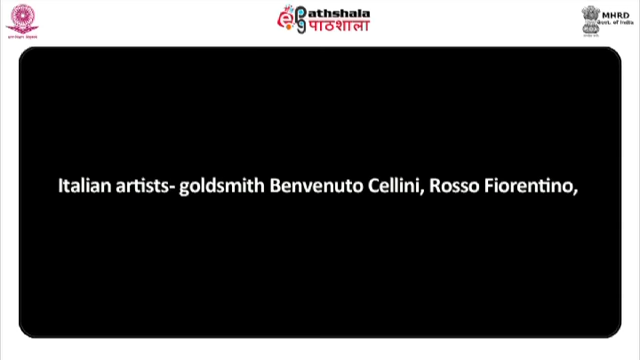 Pathshala
पाठशाला
MHRD
Govt. of India
Italian artists- goldsmith Benvenuto Cellini, Rosso Fiorentino,